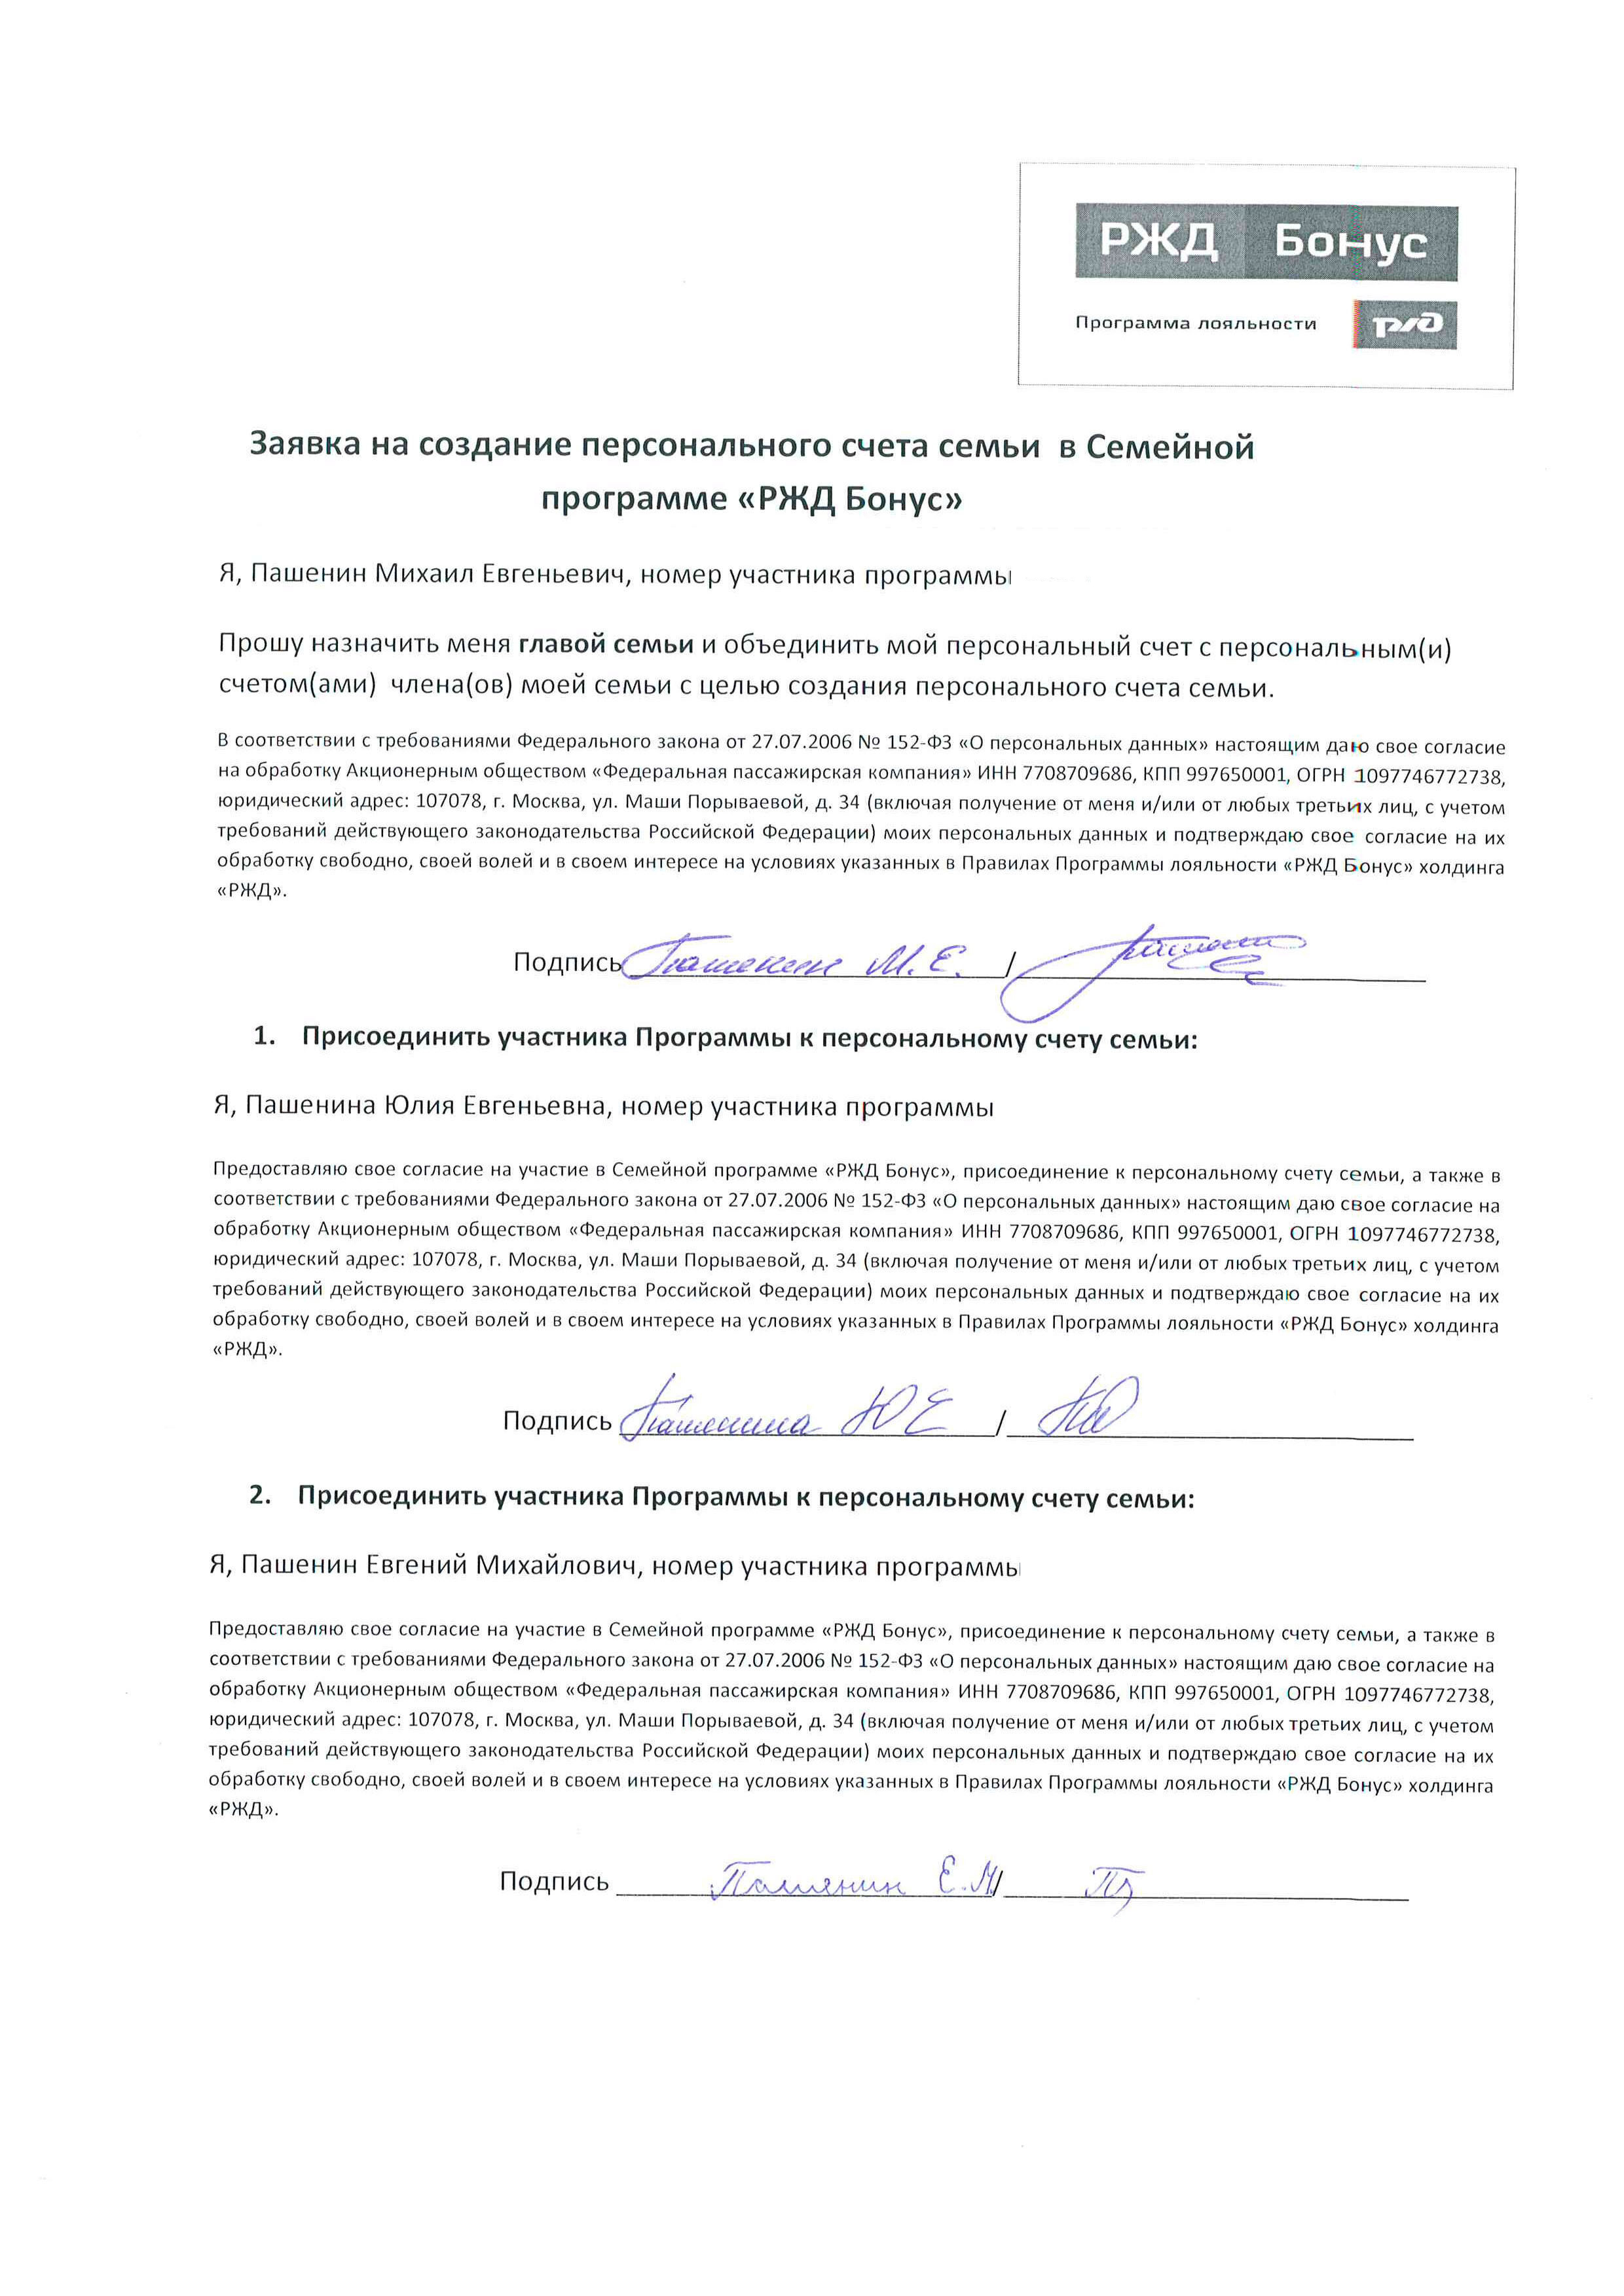 РЖД Бонус
Программа лояльности РЖД
Заявка на создание персонального счета семьи в Семейной
программе «РЖД Бонус»
Я, Пашенин Михаил Евгеньевич, номер участника программы
Прошу назначить меня главой семьи и объединить мой персональный счет с персональным(и)
счетом(ами) члена(ов) моей семьи с целью создания персонального счета семьи.
В соответствии с требованиями Федерального закона от 27.07.2006 № 152-ФЗ «О персональных данных» настоящим даю свое согласие
на обработку Акционерным обществом «Федеральная пассажирская компания» ИНН 7708709686, КПП 997650001, ОГРН 1097746772738,
юридический адрес: 107078, г. Москва, ул. Маши Порываевой, д. 34 (включая получение от меня и/или от любых третьих лиц, с учетом
требований действующего законодательства Российской Федерации) моих персональных данных и подтверждаю свое согласие на их
обработку свободно, своей волей и в своем интересе на условиях указанных в Правилах Программы лояльности «РЖД Бонус» холдинга
«РЖД».
Подпись Пашенин М.Е. /
1. Присоединить участника Программы к персональному счету семьи:
Я, Пашенина Юлия Евгеньевна, номер участника программы
Предоставляю свое согласие на участие в Семейной программе «РЖД Бонус», присоединение к персональному счету семьи, а также в
соответствии с требованиями Федерального закона от 27.07.2006 № 152-ФЗ «О персональных данных» настоящим даю свое согласие на
обработку Акционерным обществом «Федеральная пассажирская компания» ИНН 7708709686, КПП 997650001, ОГРН 1097746772738,
юридический адрес: 107078, г. Москва, ул. Маши Порываевой, д. 34 (включая получение от меня и/или от любых третьих лиц, с учетом
требований действующего законодательства Российской Федерации) моих персональных данных и подтверждаю свое согласие на их
обработку свободно, своей волей и в своем интересе на условиях указанных в Правилах Программы лояльности «РЖД Бонус» холдинга
«РЖД».
Подпись Пашенина Ю Е /
2. Присоединить участника Программы к персональному счету семьи:
Я, Пашенин Евгений Михайлович, номер участника программы
Предоставляю свое согласие на участие в Семейной программе «РЖД Бонус», присоединение к персональному счету семьи, а также в
соответствии с требованиями Федерального закона от 27.07.2006 № 152-ФЗ «О персональных данных» настоящим даю свое согласие на
обработку Акционерным обществом «Федеральная пассажирская компания» ИНН 7708709686, КПП 997650001, ОГРН 1097746772738,
юридический адрес: 107078, г. Москва, ул. Маши Порываевой, д. 34 (включая получение от меня и/или от любых третьих лиц, с учетом
требований действующего законодательства Российской Федерации) моих персональных данных и подтверждаю свое согласие на их
обработку свободно, своей волей и в своем интересе на условиях указанных в Правилах Программы лояльности «РЖД Бонус» холдинга
«РЖД».
Подпись Пашенин Е.М /